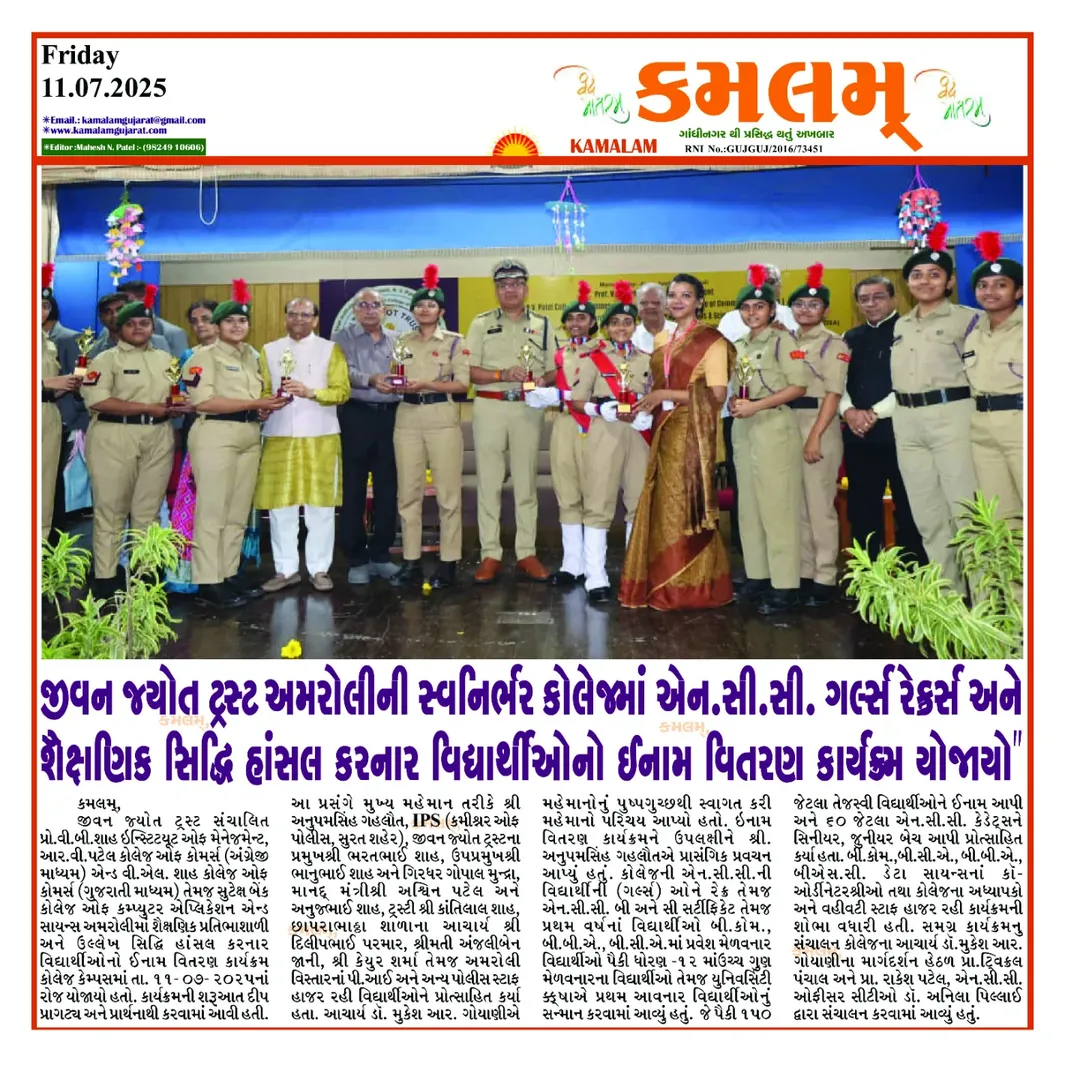 Friday
11.07.2025
*Email.: kamalamgujarat@gmail.com
*www.kamalamgujarat.com
*Editor :Mahesh N. Patel :- (98249 10606)
KAMALAM
કમલમ્
ગાંધીનગર થી પ્રસિદ્ધ થતું અખબાર
RNI No.:GUJGUJ/2016/73451
જીવન જ્યોત ટ્રસ્ટ અમરોલીની સ્વનિર્ભર કોલેજમાં એન.સી.સી. ગર્લ્સ રેન્કર્સ અને
શૈક્ષણિક સિદ્ધિ હાંસલ કરનાર વિદ્યાર્થીઓનો ઈનામ વિતરણ કાર્યક્રમ યોજાયો"
કમલમ્,
જીવન જ્યોત ટ્રસ્ટ સંચાલિત
પ્રો.વી.બી.શાહ ઈન્સ્ટિટયૂટ ઓફ મેનેજમેન્ટ,
આર.વી.પટેલ કોલેજ ઓફ કોમર્સ (અંગ્રેજી
માધ્યમ) એન્ડ વી.એલ. શાહ કોલેજ ઓફ
કોમર્સ (ગુજરાતી માધ્યમ) તેમજ સુટેક્ષ બેંક
કોલેજ ઓફ કમ્પ્યુટર એપ્લિકેશન એન્ડ
સાયન્સ અમરોલીમાં શૈક્ષણિક પ્રતિભાશાળી
અને ઉલ્લેખ સિદ્ધિ હાંસલ કરનાર
વિદ્યાર્થીઓનો ઈનામ વિતરણ કાર્યક્રમ
કોલેજ કેમ્પસમાં તા. ૧૧-૦૭-૨૦૨૫નાં
રોજ યોજાયો હતો. કાર્યક્રમની શરૂઆત દીપ
પ્રાગટ્ય અને પ્રાર્થનાથી કરવામાં આવી હતી.
આ પ્રસંગે મુખ્ય મહેમાન તરીકે શ્રી
અનુપમસિંહ ગહલૌત, IPS (કમીશ્નર ઓફ
પોલીસ, સુરત શહેર), જીવન જ્યોત ટ્રસ્ટના
પ્રમુખશ્રી ભરતભાઈ શાહ, ઉપપ્રમુખશ્રી
ભાનુભાઈ શાહ અને ગિરધર ગોપાલ મુન્દ્રા,
માનદ્ મંત્રીશ્રી અશ્વિન પટેલ અને
અનુજભાઈ શાહ, ટ્રસ્ટી શ્રી કાંતિલાલ શાહ,
છાપરાભાઠા શાળાના આચાર્ય શ્રી
દિલીપભાઈ પરમાર, શ્રીમતી અંજલીબેન
જાની, શ્રી કેયુર શર્મા તેમજ અમરોલી
વિસ્તારનાં પી.આઈ અને અન્ય પોલીસ સ્ટાફ
હાજર રહી વિદ્યાર્થીઓને પ્રોત્સાહિત કર્યા
હતા. આચાર્ય ડૉ. મુકેશ આર. ગોયાણીએ
મહેમાનોનું પુષ્પગુચ્છથી સ્વાગત કરી
મહેમાનો પરિચય આપ્યો હતો. ઇનામ
વિતરણ કાર્યક્રમને ઉપલક્ષીને શ્રી.
અનુપમસિંહ ગહલૌતએ પ્રાસંગિક પ્રવચન
આપ્યું હતું. કોલેજની એન.સી.સી.ની
વિદ્યાર્થીની (ગર્લ્સ) ઓને રેન્ક તેમજ
એન.સી.સી. બી અને સી સર્ટીફિકેટ તેમજ
પ્રથમ વર્ષનાં વિદ્યાર્થીઓ બી.કોમ.,
બી.બી.એ., બી.સી.એ.માં પ્રવેશ મેળવનાર
વિદ્યાર્થીઓ પૈકી ધોરણ -૧૨ માંઉચ્ચ ગુણ
મેળવનારના વિદ્યાર્થીઓ તેમજ યુનિવર્સિટી
ક્ક્ષાએ પ્રથમ આવનાર વિદ્યાર્થીઓનું
સન્માન કરવામાં આવ્યું હતું. જે પૈકી ૧૫૦
જેટલા તેજસ્વી વિદ્યાર્થીઓને ઈનામ આપી
અને ૬૦ જેટલા એન.સી.સી. કેડેટ્સને
સિનીયર, જુનીયર બેચ આપી પ્રોત્સાહિત
કર્યા હતા. બી.કોમ.,બી.સી.એ., બી.બી.એ.,
બીએસ.સી. ડેટા સાયન્સનાં કૉ-
ઓર્ડીનેટરશ્રીઓ તથા કોલેજના અધ્યાપકો
અને વહીવટી સ્ટાફ હાજર રહી કાર્યક્રમની
શોભા વધારી હતી. સમગ્ર કાર્યક્રમનુ
સંચાલન કોલેજના આચાર્ય ડૉ.મુકેશ આર.
ગોયાણીના માર્ગદર્શન હેઠળ પ્રા.ટ્વિંકલ
પંચાલ અને પ્રા. રાકેશ પટેલ, એન.સી.સી.
ઓફીસર સીટીઓ ડૉ. અનિલા પિલ્લાઈ
દ્વારા સંચાલન કરવામાં આવ્યું હતું.